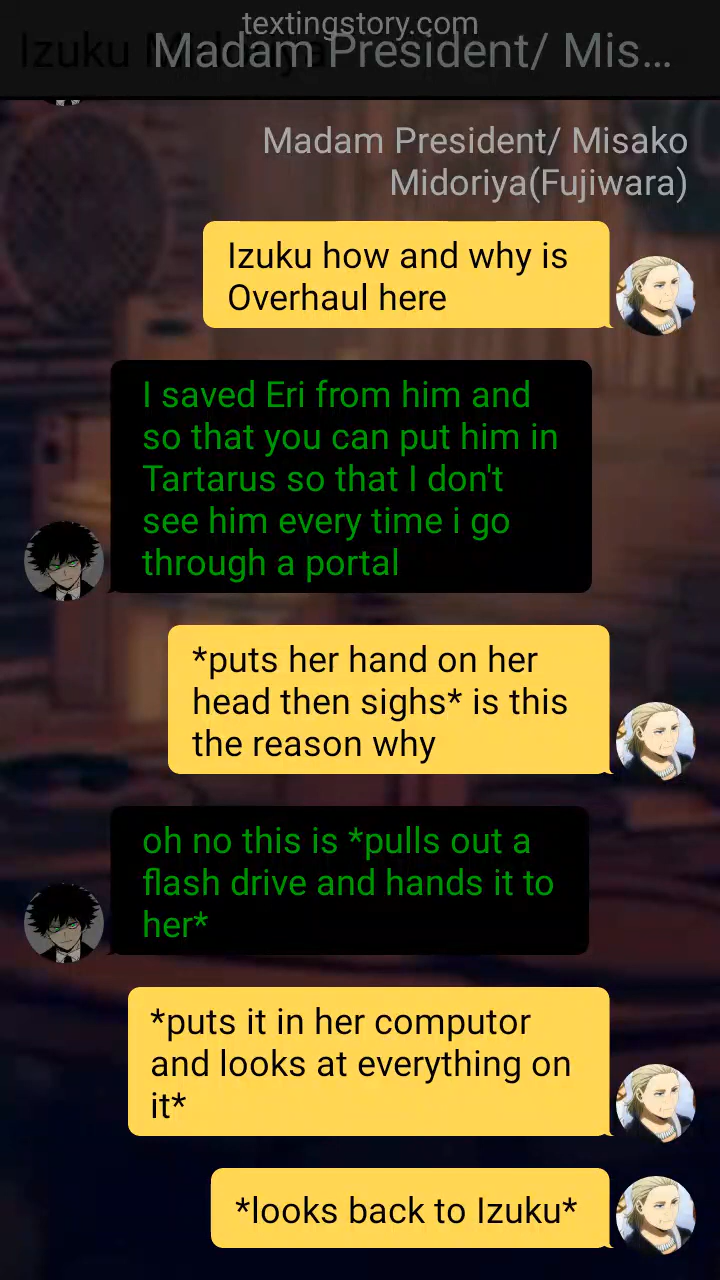 textingstory.com
Izuku Midoriya
Madam President/ Mis...
Madam President/ Misako
Midoriya(Fujiwara)
Izuku how and why is
Overhaul here
I saved Eri from him and
so that you can put him in
Tartarus so that I don't
see him every time i go
through a portal
*puts her hand on her
head then sighs* is this
the reason why
oh no this is *pulls out a
flash drive and hands it to
her*
*puts it in her computor
and looks at everything on
it*
*looks back to Izuku*